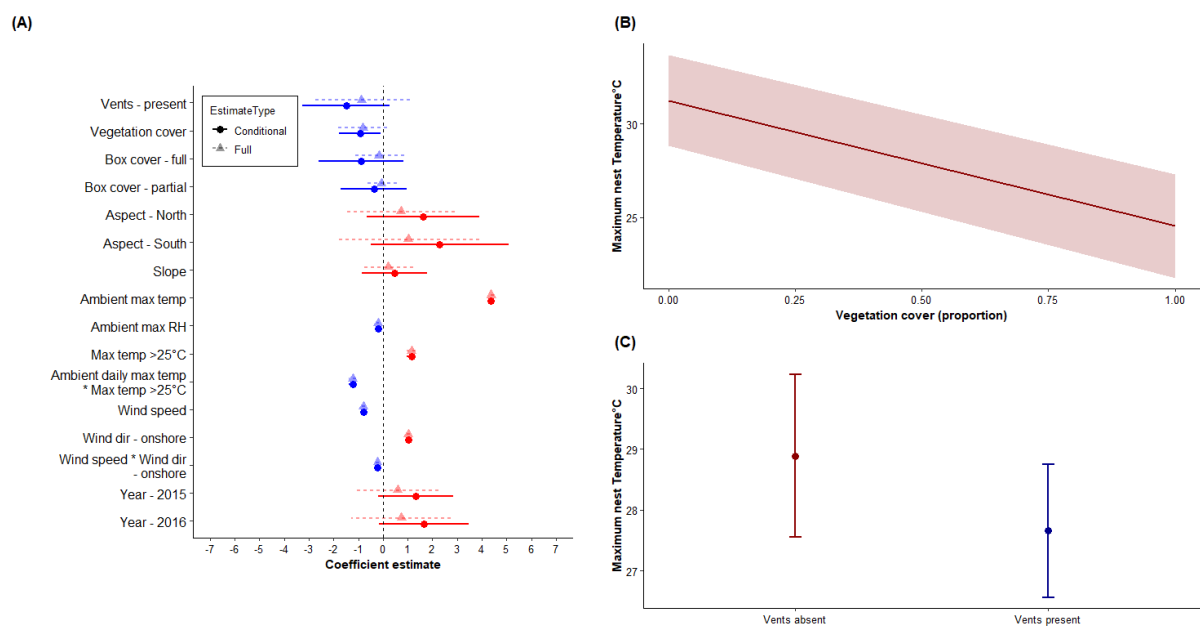 (A)
Vents - present
Vegetation cover
Box cover - full
Box cover - partial
Aspect - North
Aspect - South
Slope
Ambient max temp
Ambient max RH
Max temp >25°C
Ambient daily max temp
* Max temp >25°C
Wind speed
Wind dir - onshore
Wind speed * Wind dir
- onshore
Year - 2015
Year - 2016
EstimateType
Conditional
Full
-7 -6 -5 -4 -3 -2 -1 0 1 2 3 4 5 6 7
Coefficient estimate
(B)
Maximum nest Temperature°C
30
25
0.00 0.25 0.50 0.75 1.00
Vegetation cover (proportion)
(C)
Maximum nest Temperature°C
30
29
28
27
Vents absent Vents present